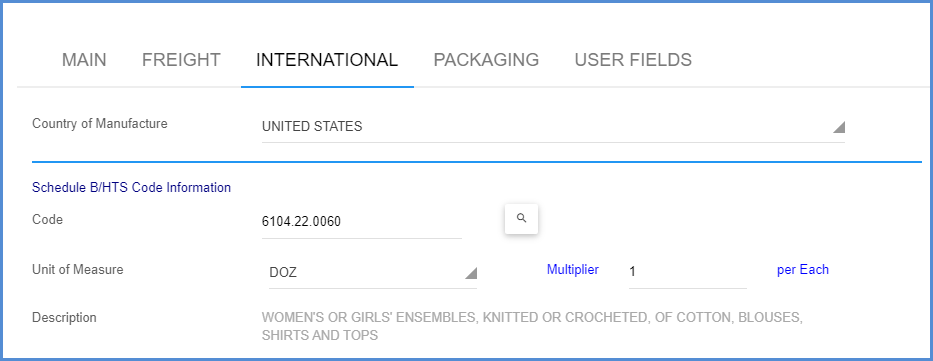 MAIN FREIGHT INTERNATIONAL PACKAGING USER FIELDS
Country of Manufacture UNITED STATES
Schedule B/HTS Code Information
Code 6104.22.0060
Unit of Measure DOZ Multiplier 1 per Each
Description WOMEN'S OR GIRLS' ENSEMBLES, KNITTED OR CROCHETED, OF COTTON, BLOUSES,
SHIRTS AND TOPS